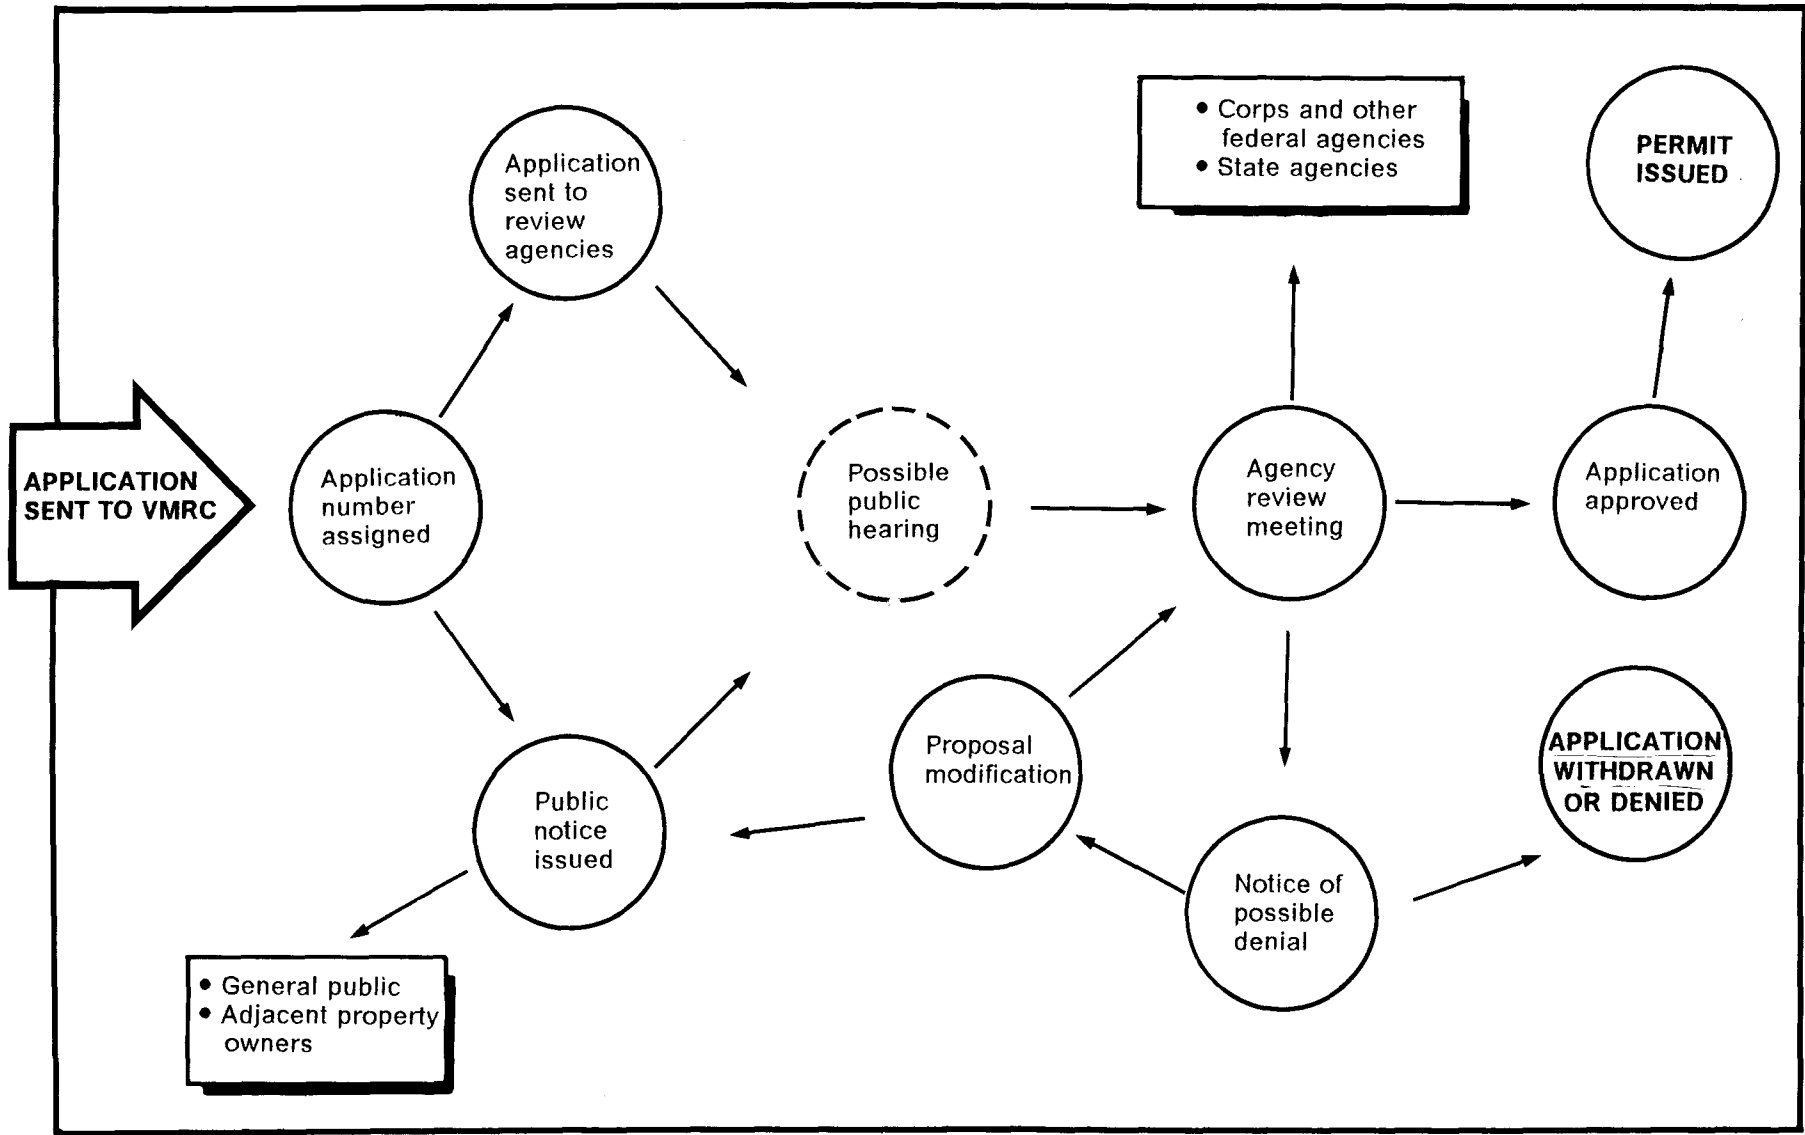 APPLICATION
SENT TO VMRC
Application
number
assigned
Application
sent to
review
agencies
Public
notice
issued
• General public
• Adjacent property
owners
Possible
public
hearing
Proposal
modification
• Corps and other
federal agencies
• State agencies
Agency
review
meeting
Notice of
possible
denial
PERMIT
ISSUED
Application
approved
APPLICATION
WITHDRAWN
OR DENIED